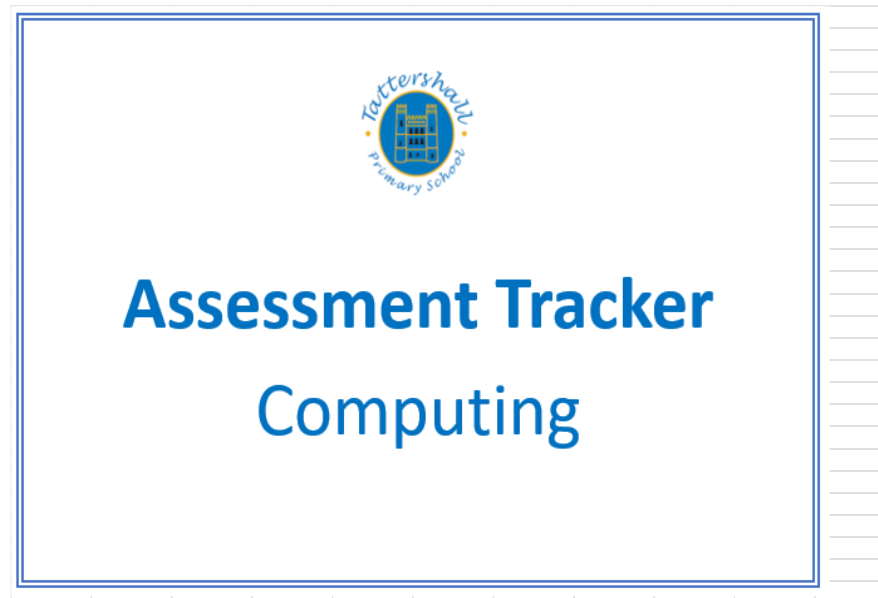 Tattershall
Primary School
Assessment Tracker
Computing